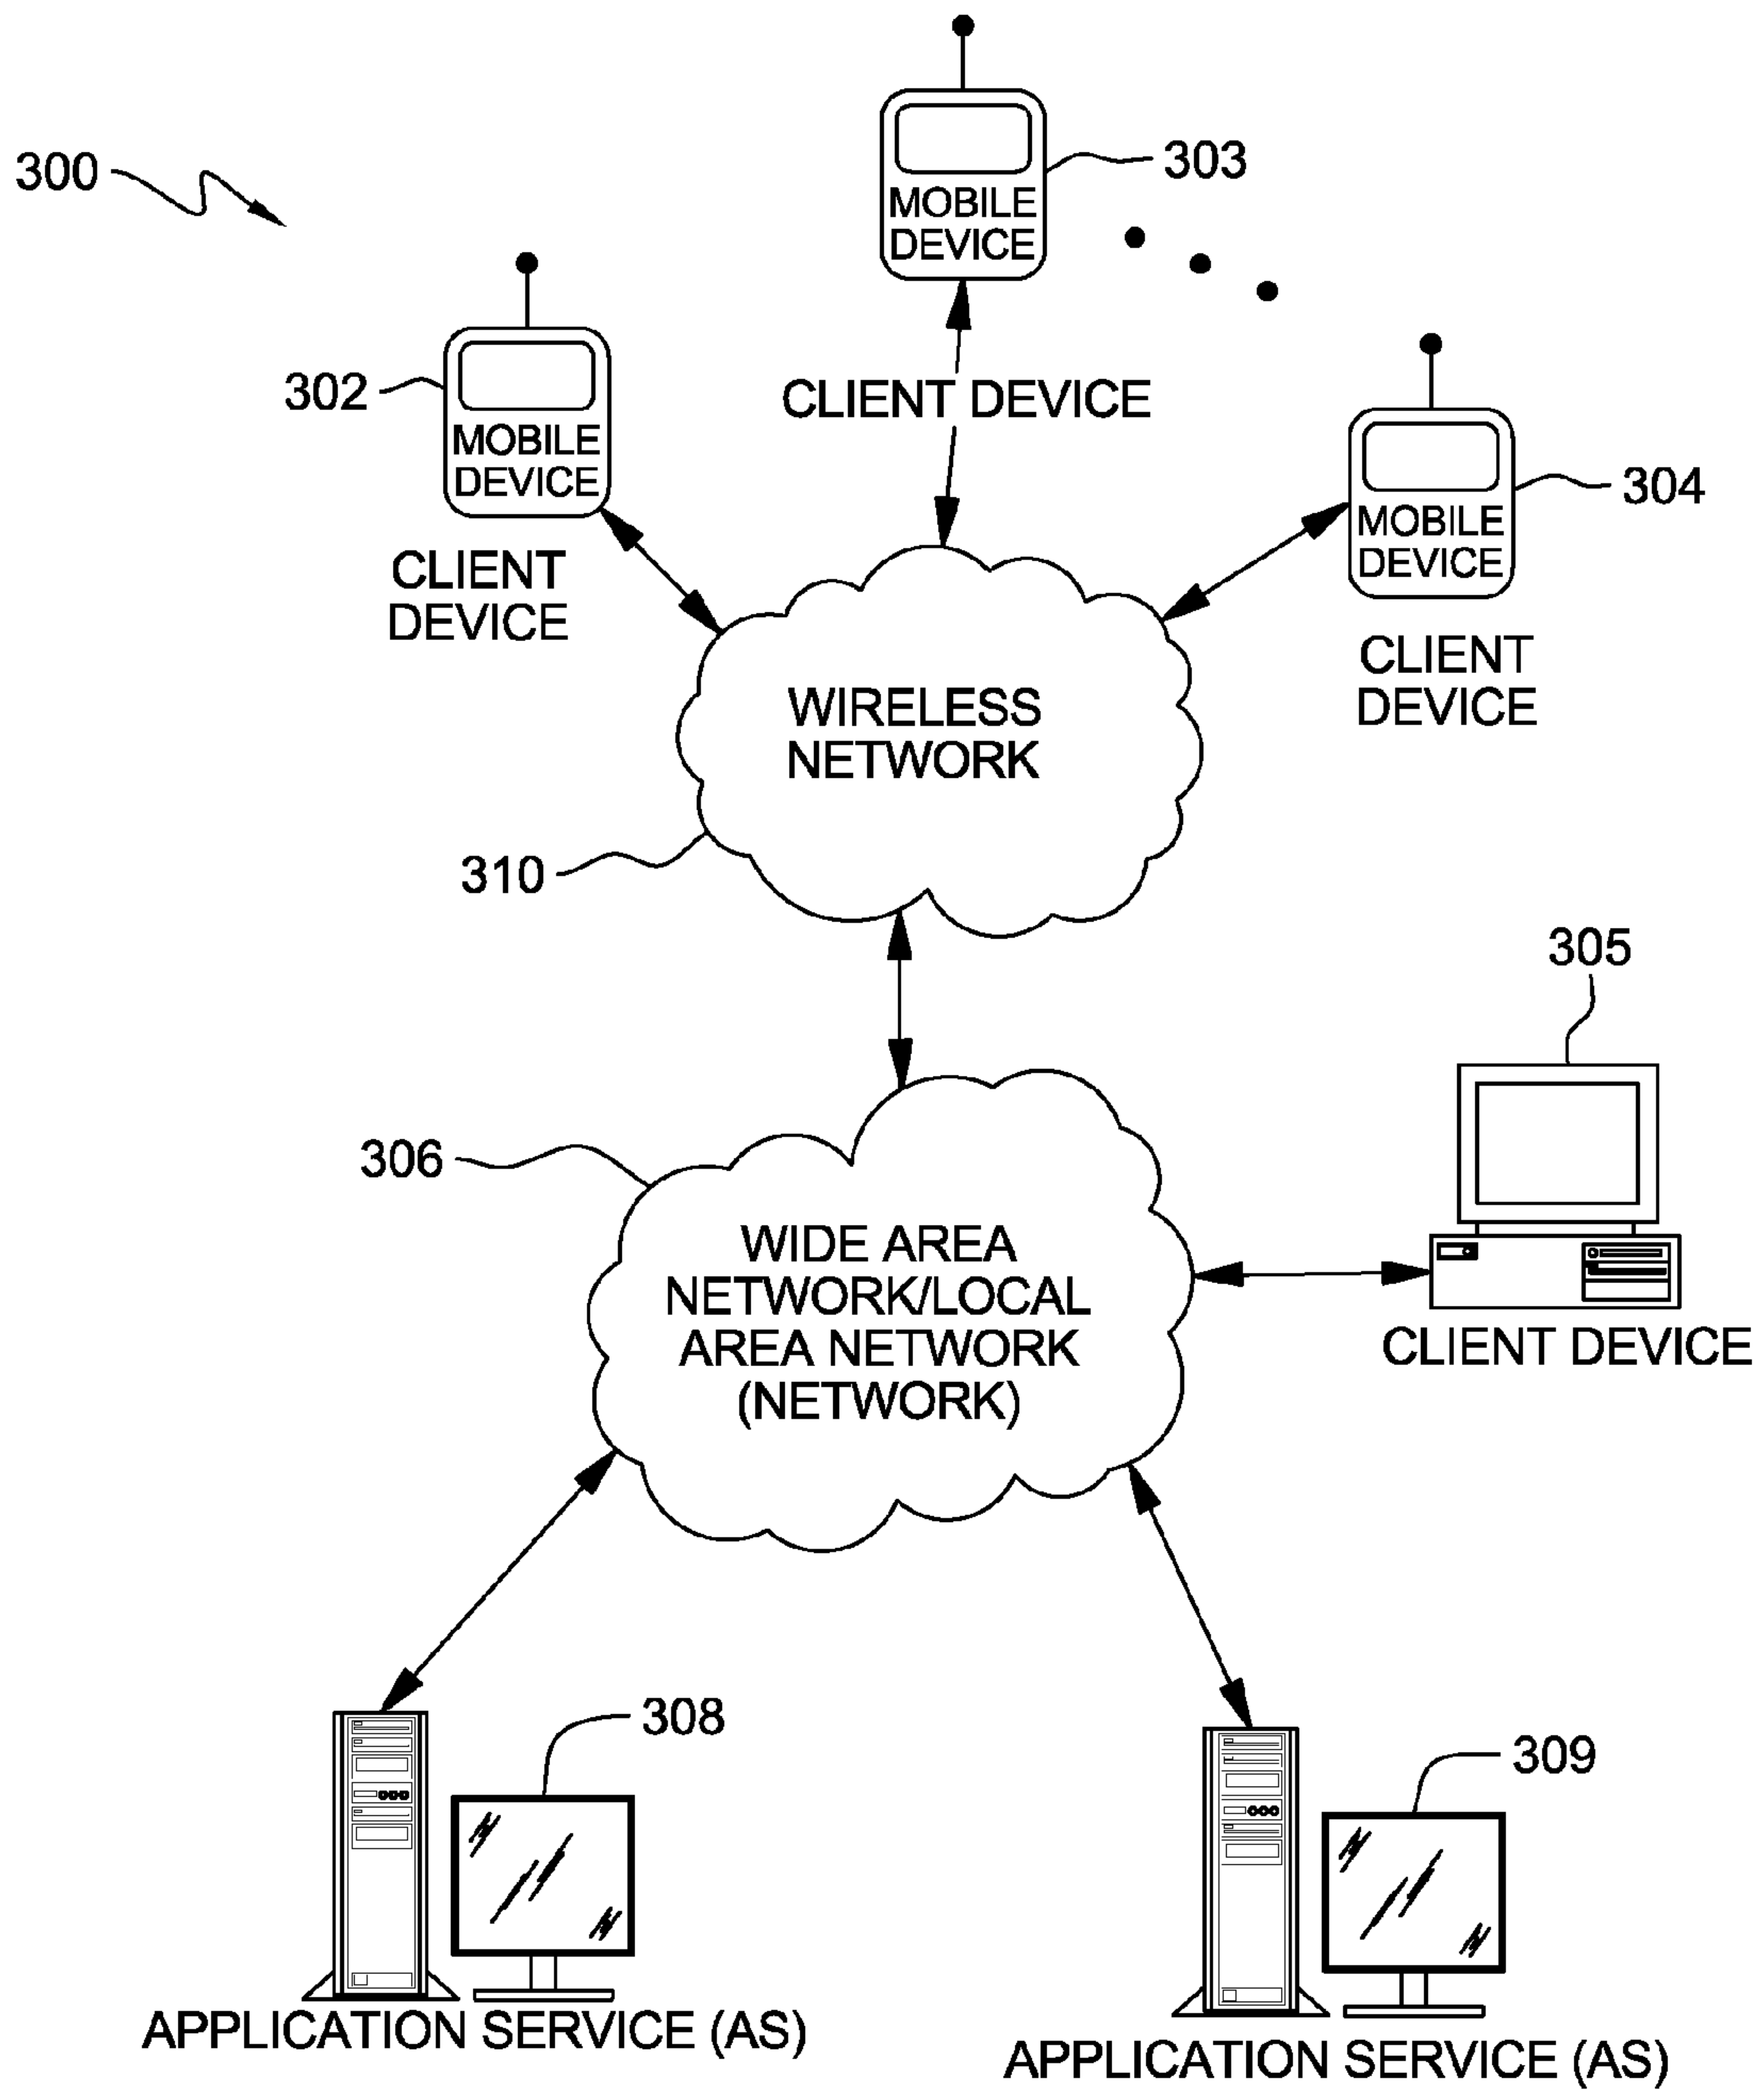 303
300
MOBILE
DEVICE
302
MOBILE
DEVICE
CLIENT DEVICE
304
MOBILE
DEVICE
CLIENT
DEVICE
CLIENT
DEVICE
WIRELESS
NETWORK
310
305
306
WIDE AREA
NETWORK/LOCAL
AREA NETWORK
(NETWORK)
CLIENT DEVICE
308
309
APPLICATION SERVICE (AS)
APPLICATION SERVICE (AS)